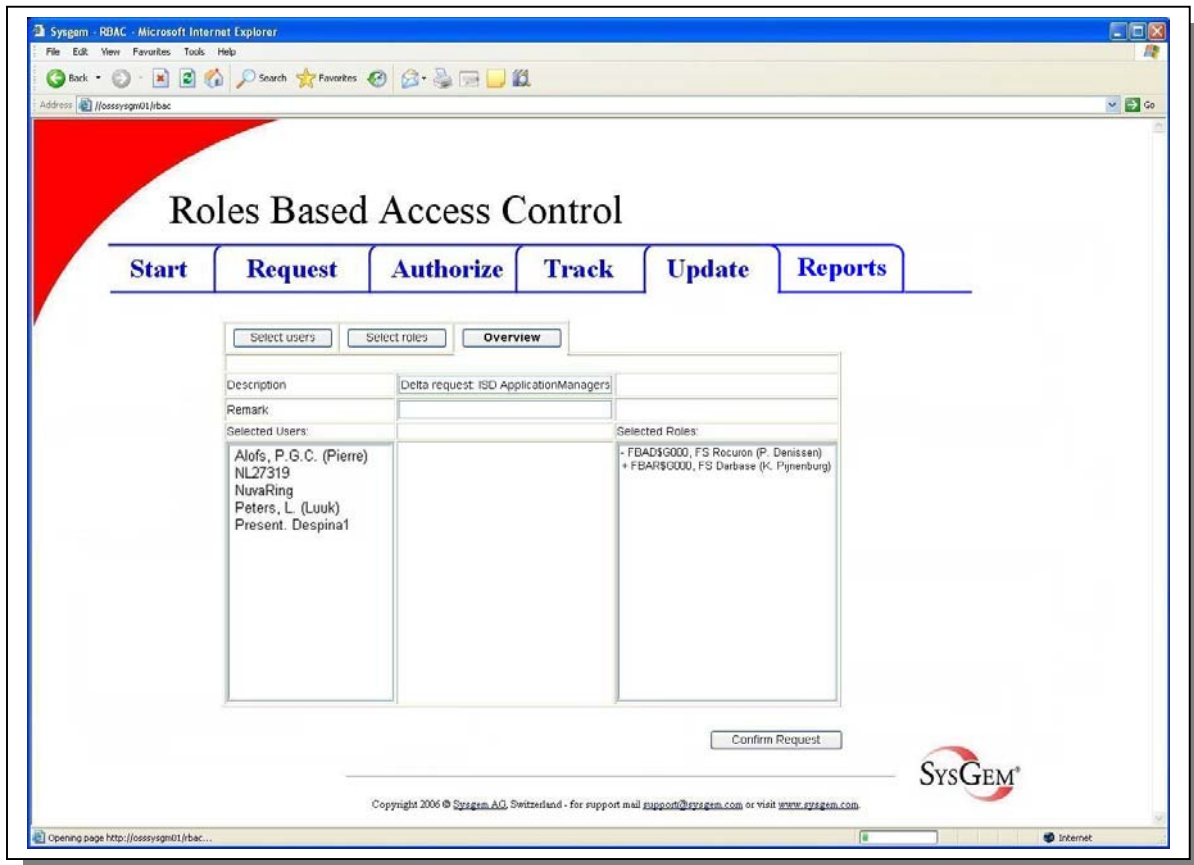 Sysgem - RBAC - Microsoft Internet Explorer
File Edit View Favorites Tools Help
Back Search Favorites
Address //osssysgm01/rbac Go
Roles Based Access Control
Start Request Authorize Track Update Reports
Select users Select roles Overview
Description Delta request: ISD ApplicationManagers
Remark
Selected Users: Selected Roles:
Alofs, P.G.C. (Pierre)
NL27319
NuvaRing
Peters, L. (Luuk)
Present. Despina1
- FBAD$G000, FS Rocuron (P. Denissen)
+ FBAR$G000, FS Darbase (K. Pijnenburg)
Confirm Request
SYSGEM®
Copyright 2006 © Sysgem AG, Switzerland - for support mail support@sysgem.com or visit www.sysgem.com.
Opening page http://osssysgm01/rbac... Internet